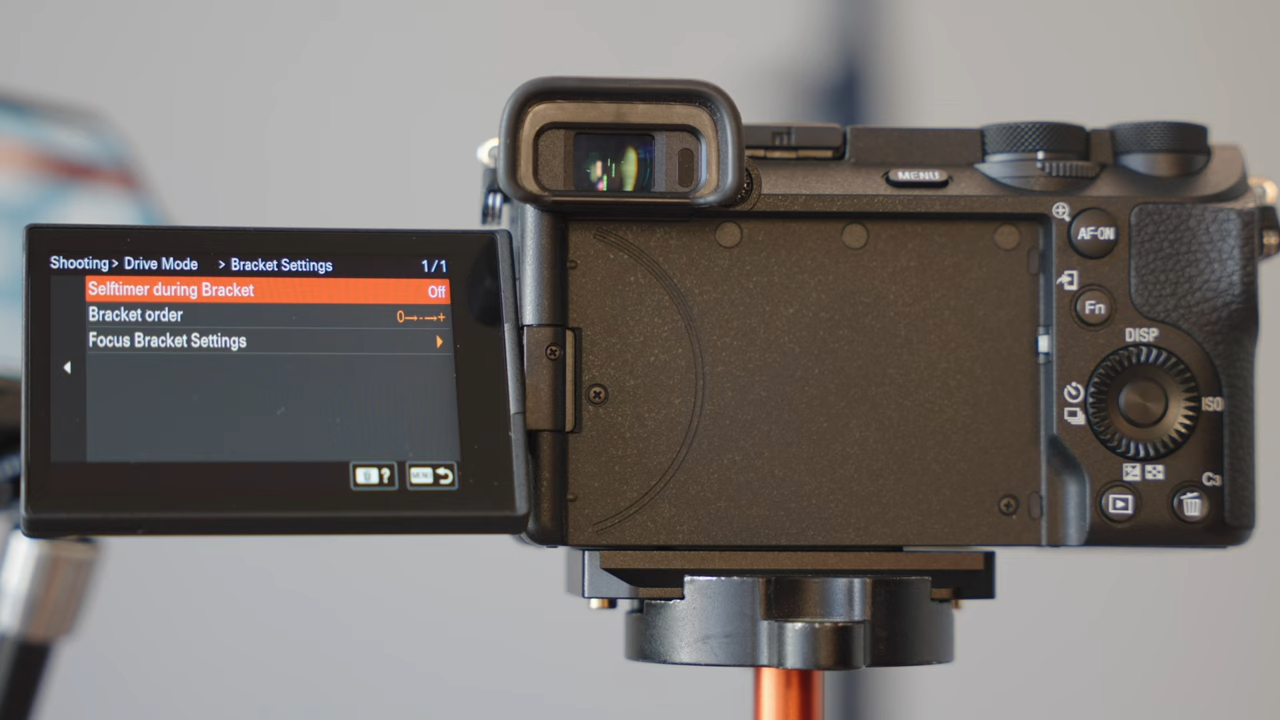 Shooting > Drive Mode > Bracket Settings 1/1
Selftimer during Bracket Off
Bracket order 0→-→+
Focus Bracket Settings
?
MENU
MENU
AF-ON
Fn
DISP
ISO
C3